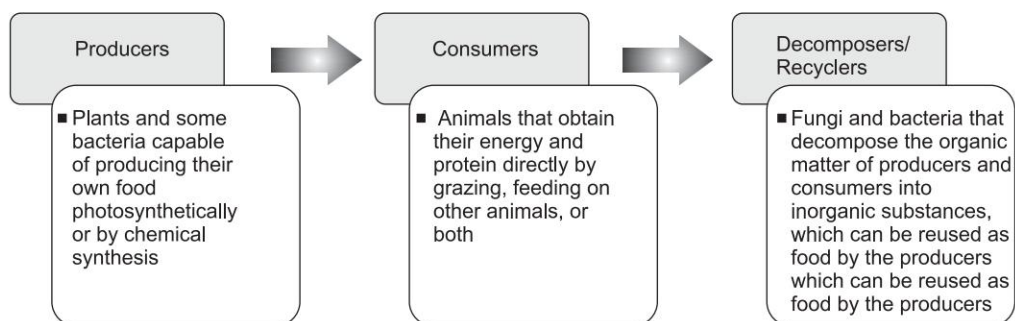 Producers
■ Plants and some
bacteria capable
of producing their
own food
photosynthetically
or by chemical
synthesis
Consumers
■ Animals that obtain
their energy and
protein directly by
grazing, feeding on
other animals, or
both
Decomposers/
Recyclers
■ Fungi and bacteria that
decompose the organic
matter of producers and
consumers into
inorganic substances,
which can be reused as
food by the producers
which can be reused as
food by the producers